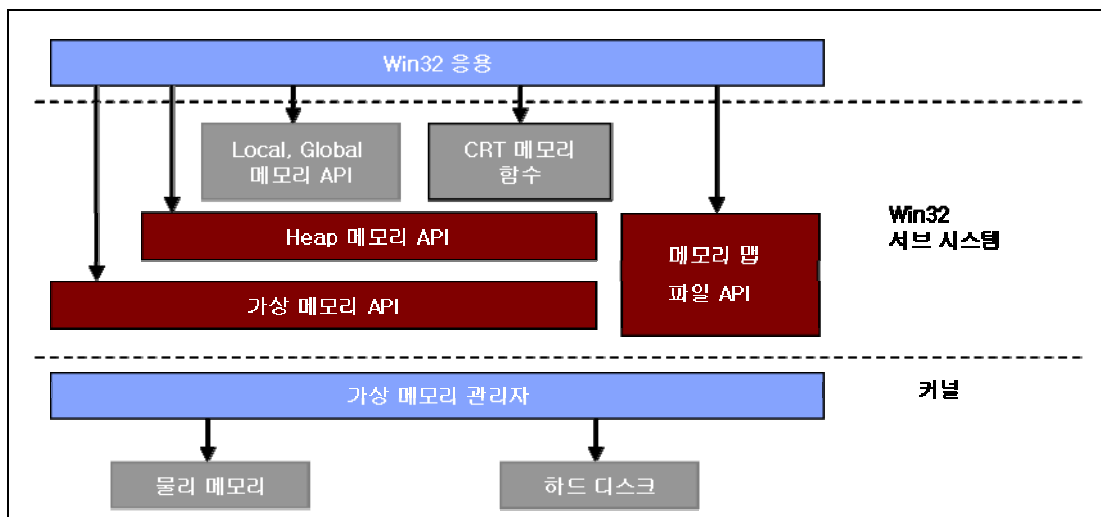 Win32 응용
Local, Global
메모리 API
CRT 메모리
함수
Heap 메모리 API
가상 메모리 API
메모리 맵
파일 API
Win32
서브 시스템
가상 메모리 관리자
커널
물리 메모리
하드 디스크